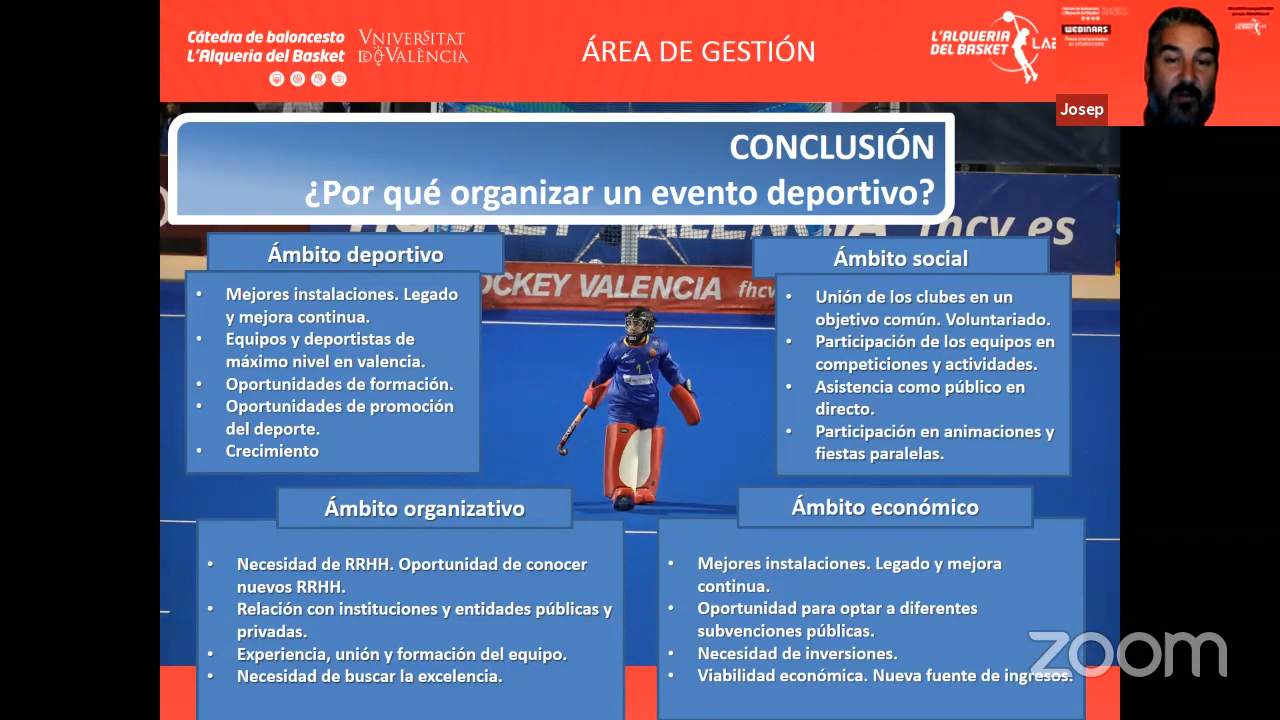 Cátedra de baloncesto
L'Alqueria del Basket
VNIVERSITAT
DE VALÈNCIA
ÁREA DE GESTIÓN
L'ALQUERIA
DEL BASKET
LAB
WEBINARS
Josep
CONCLUSIÓN
¿Por qué organizar un evento deportivo?
fhcv.es
HOCKEY VALENCIA
fhcv
Ámbito deportivo
• Mejores instalaciones. Legado
y mejora continua.
• Equipos y deportistas de
máximo nivel en valencia.
• Oportunidades de formación.
• Oportunidades de promoción
del deporte.
• Crecimiento
Ámbito social
• Unión de los clubes en un
objetivo común. Voluntariado.
• Participación de los equipos en
competiciones y actividades.
• Asistencia como público en
directo.
• Participación en animaciones y
fiestas paralelas.
Ámbito organizativo
• Necesidad de RRHH. Oportunidad de conocer
nuevos RRHH.
• Relación con instituciones y entidades públicas y
privadas.
• Experiencia, unión y formación del equipo.
• Necesidad de buscar la excelencia.
Ámbito económico
• Mejores instalaciones. Legado y mejora
continua.
• Oportunidad para optar a diferentes
subvenciones públicas.
• Necesidad de inversiones.
• Viabilidad económica. Nueva fuente de ingresos.
zoom